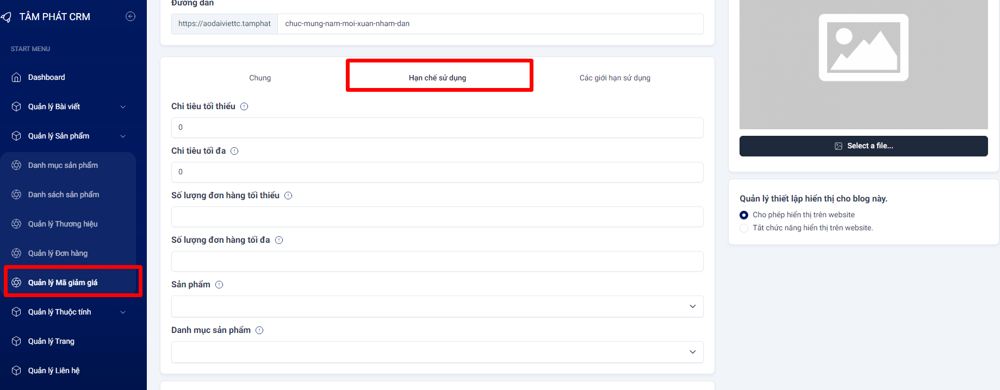 TÂM PHÁT CRM
START MENU
Dashboard
Quản lý Bài viết
Quản lý Sản phẩm
Danh mục sản phẩm
Danh sách sản phẩm
Quản lý Thương hiệu
Quản lý Đơn hàng
Quản lý Mã giảm giá
Quản lý Thuộc tính
Quản lý Trang
Quản lý Liên hệ
Đường dẫn
https://aodaiviettc.tamphat chuc-mung-nam-moi-xuan-nham-dan
Chung Hạn chế sử dụng Các giới hạn sử dụng
Chi tiêu tối thiểu
0
Chi tiêu tối đa
0
Số lượng đơn hàng tối thiểu
Số lượng đơn hàng tối đa
Sản phẩm
Danh mục sản phẩm
Select a file...
Quản lý thiết lập hiển thị cho blog này.
Cho phép hiển thị trên website
Tắt chức năng hiển thị trên website.